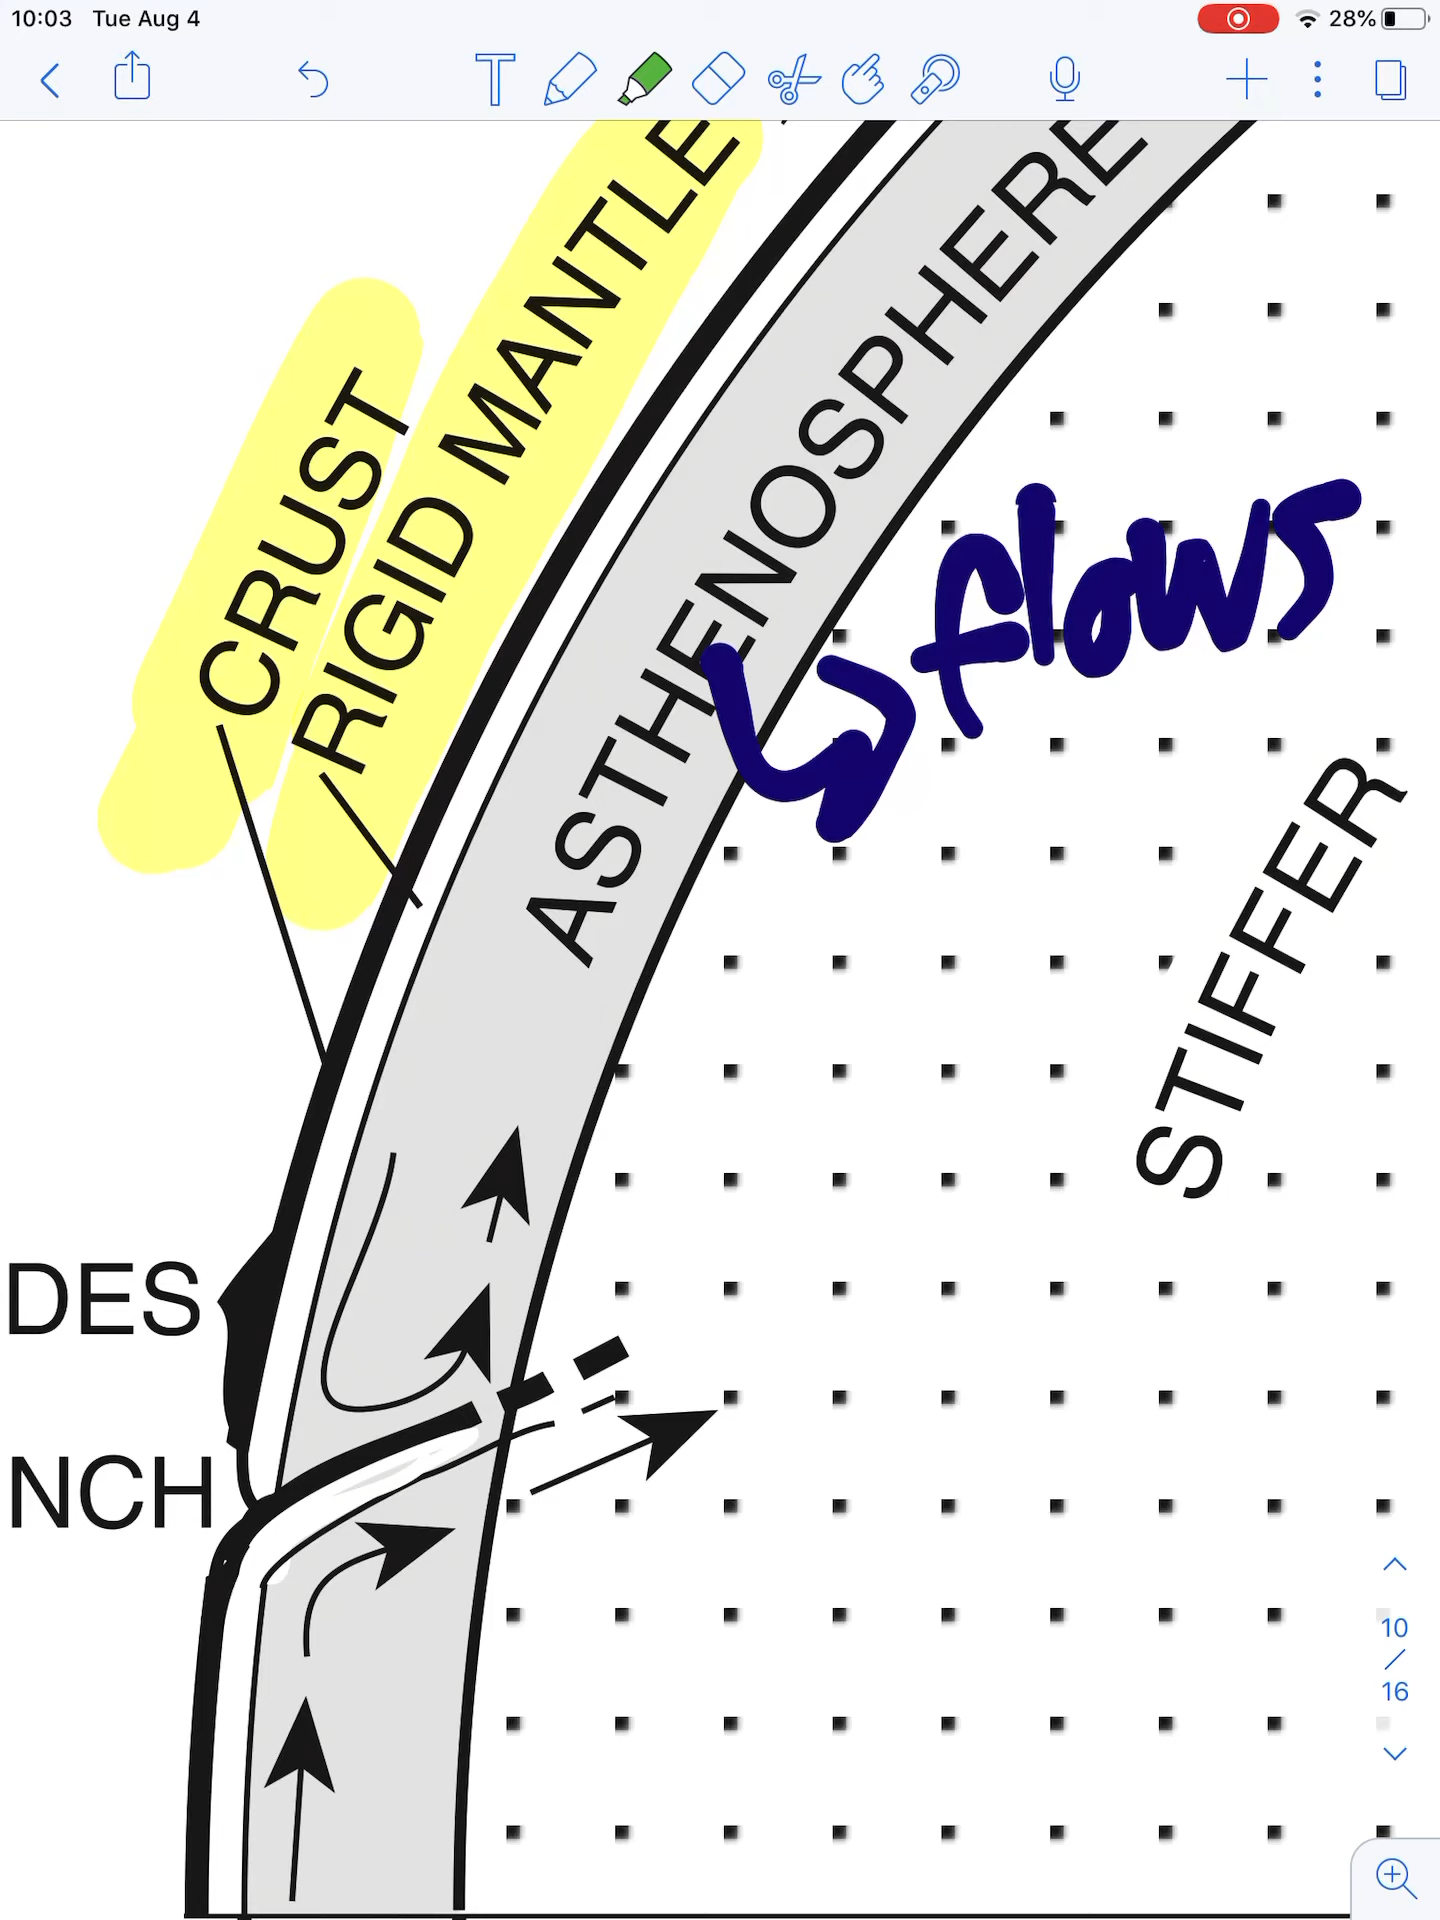 10:03 Tue Aug 4
28%
T
CRUST
RIGID MANTLE
ASTHENOSPHERE
flows
STIFFER
DES
NCH
10
/
16